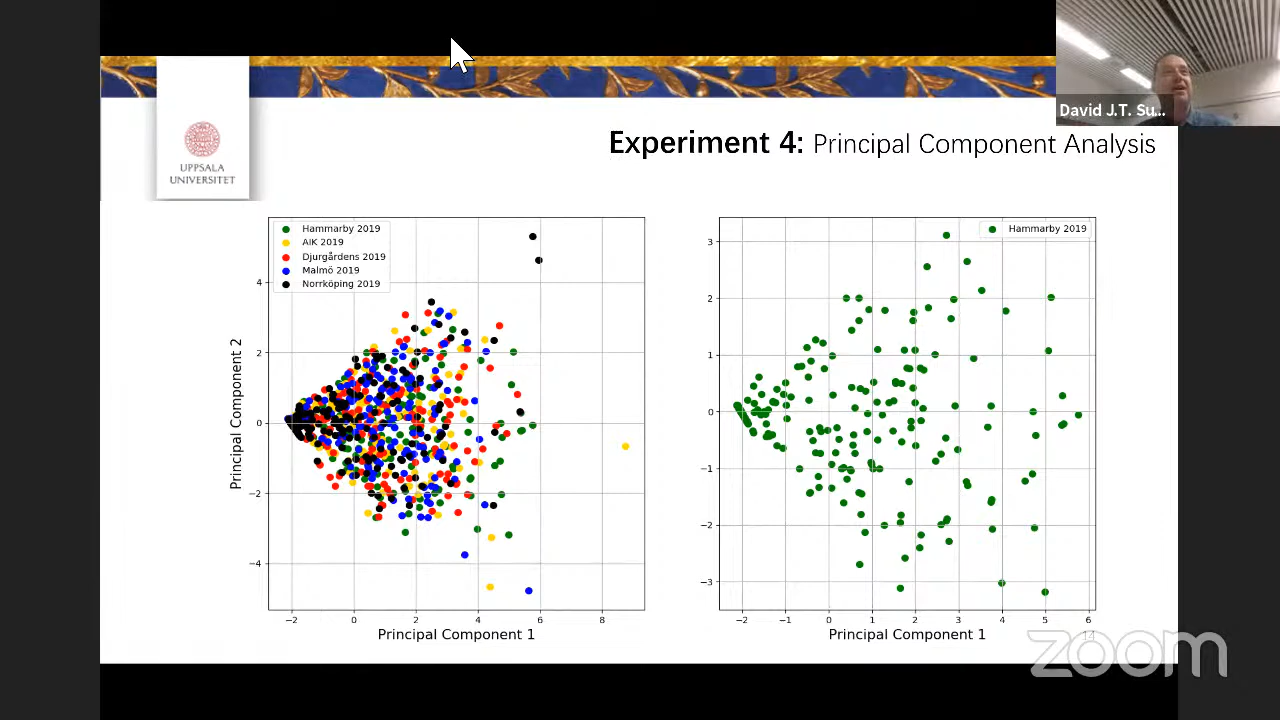 David J.T. Su...
Experiment 4: Principal Component Analysis
UPPSALA
UNIVERSITET
Hammarby 2019
AIK 2019
Djurgårdens 2019
Malmö 2019
Norrköping 2019
4
2
0
−2
−4
Principal Component 2
−2
0
2
4
6
8
Principal Component 1
Hammarby 2019
3
2
1
0
−1
−2
−3
−2
−1
0
1
2
3
4
5
6
Principal Component 1
14
zoom